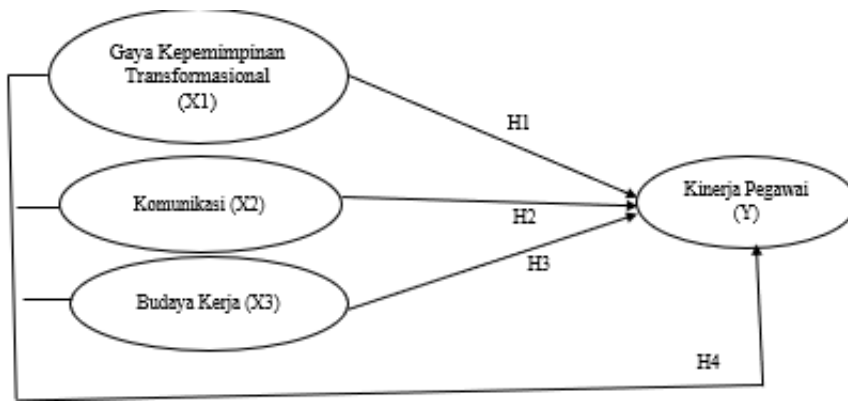 Gaya Kepemimpinan
Transformasional
(X1)
H1
Komunikasi (X2)
H2
Kinerja Pegawai
(Y)
Budaya Kerja (X3)
H3
H4